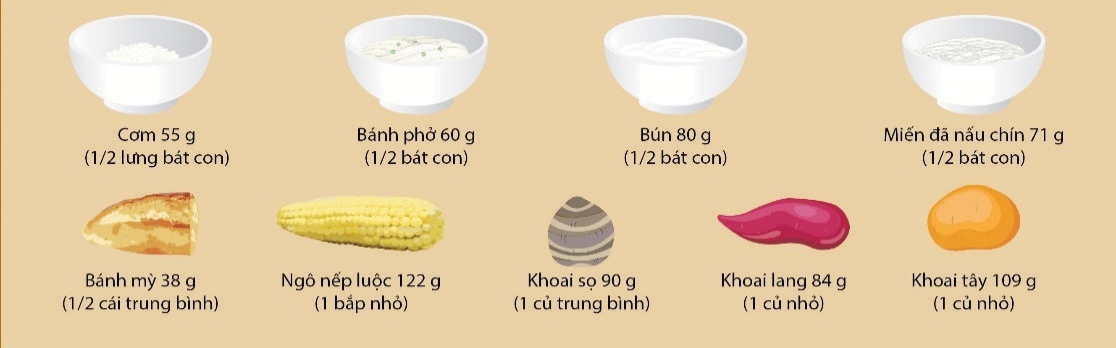 Cơm 55 g
(1/2 lưng bát con)
Bánh phở 60 g
(1/2 bát con)
Bún 80 g
(1/2 bát con)
Miến đã nấu chín 71 g
(1/2 bát con)
Bánh mỳ 38 g
(1/2 cái trung bình)
Ngô nếp luộc 122 g
(1 bắp nhỏ)
Khoai sọ 90 g
(1 củ trung bình)
Khoai lang 84 g
(1 củ nhỏ)
Khoai tây 109 g
(1 củ nhỏ)